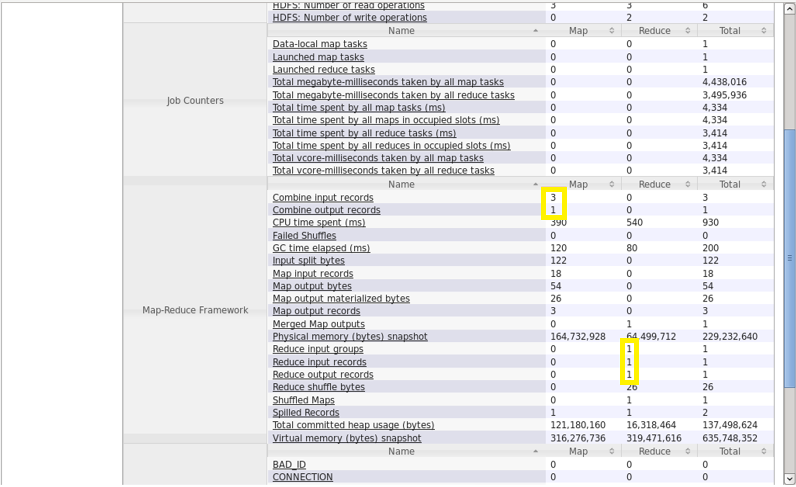 HDFS: Number of read operations 3 3 6
HDFS: Number of write operations 0 2 2
Job Counters
Name Map Reduce Total
Data-local map tasks 0 0 1
Launched map tasks 0 0 1
Launched reduce tasks 0 0 1
Total megabyte-milliseconds taken by all map tasks 0 0 4,438,016
Total megabyte-milliseconds taken by all reduce tasks 0 0 3,495,936
Total time spent by all map tasks (ms) 0 0 4,334
Total time spent by all maps in occupied slots (ms) 0 0 4,334
Total time spent by all reduce tasks (ms) 0 0 3,414
Total time spent by all reduces in occupied slots (ms) 0 0 3,414
Total vcore-milliseconds taken by all map tasks 0 0 4,334
Total vcore-milliseconds taken by all reduce tasks 0 0 3,414
Map-Reduce Framework
Name Map Reduce Total
Combine input records 3 0 3
Combine output records 1 0 1
CPU time spent (ms) 390 540 930
Failed Shuffles 0 0 0
GC time elapsed (ms) 120 80 200
Input split bytes 122 0 122
Map input records 18 0 18
Map output bytes 54 0 54
Map output materialized bytes 26 0 26
Map output records 3 0 3
Merged Map outputs 0 1 1
Physical memory (bytes) snapshot 164,732,928 64,499,712 229,232,640
Reduce input groups 0 1 1
Reduce input records 0 1 1
Reduce output records 0 1 1
Reduce shuffle bytes 0 26 26
Shuffled Maps 0 1 1
Spilled Records 1 1 2
Total committed heap usage (bytes) 121,180,160 16,318,464 137,498,624
Virtual memory (bytes) snapshot 316,276,736 319,471,616 635,748,352
Name Map Reduce Total
BAD_ID 0 0 0
CONNECTION 0 0 0